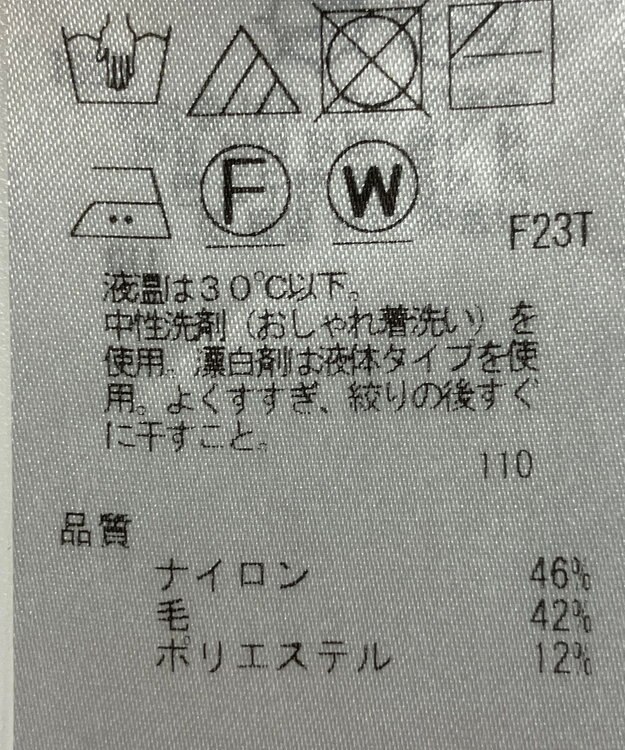 F
W
F23T
液温は30℃以下。
中性洗剤（おしゃれ着洗い）を
使用。漂白剤は液体タイプを使
用。よくすすぎ、絞りの後すぐ
に干すこと。
110
品質
ナイロン 46%
毛 42%
ポリエステル 12%